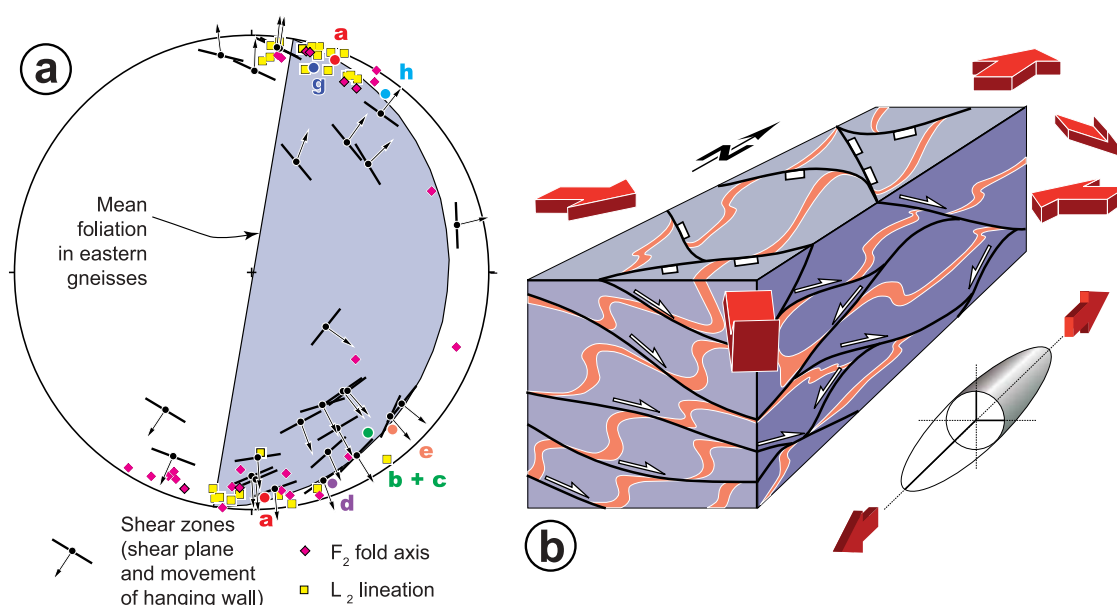 a
a
g
h
Mean
foliation
in eastern
gneisses
e
b + c
d
a
Shear zones
(shear plane
and movement
of hanging wall)
F2 fold axis
L2 lineation
N
b